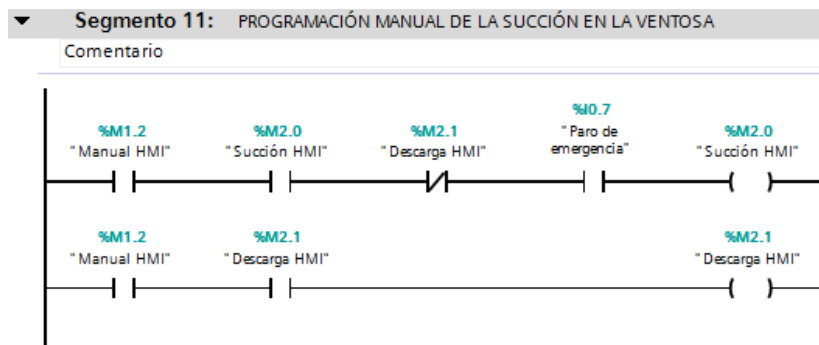 Segmento 11: PROGRAMACIÓN MANUAL DE LA SUCCIÓN EN LA VENTOSA
Comentario
%M1.2 %M2.0 %M2.1 %I0.7 %M2.0
"Manual HMI" "Succión HMI" "Descarga HMI" "Paro de emergencia" "Succión HMI"
%M1.2 %M2.1 %M2.1
"Manual HMI" "Descarga HMI" "Descarga HMI"